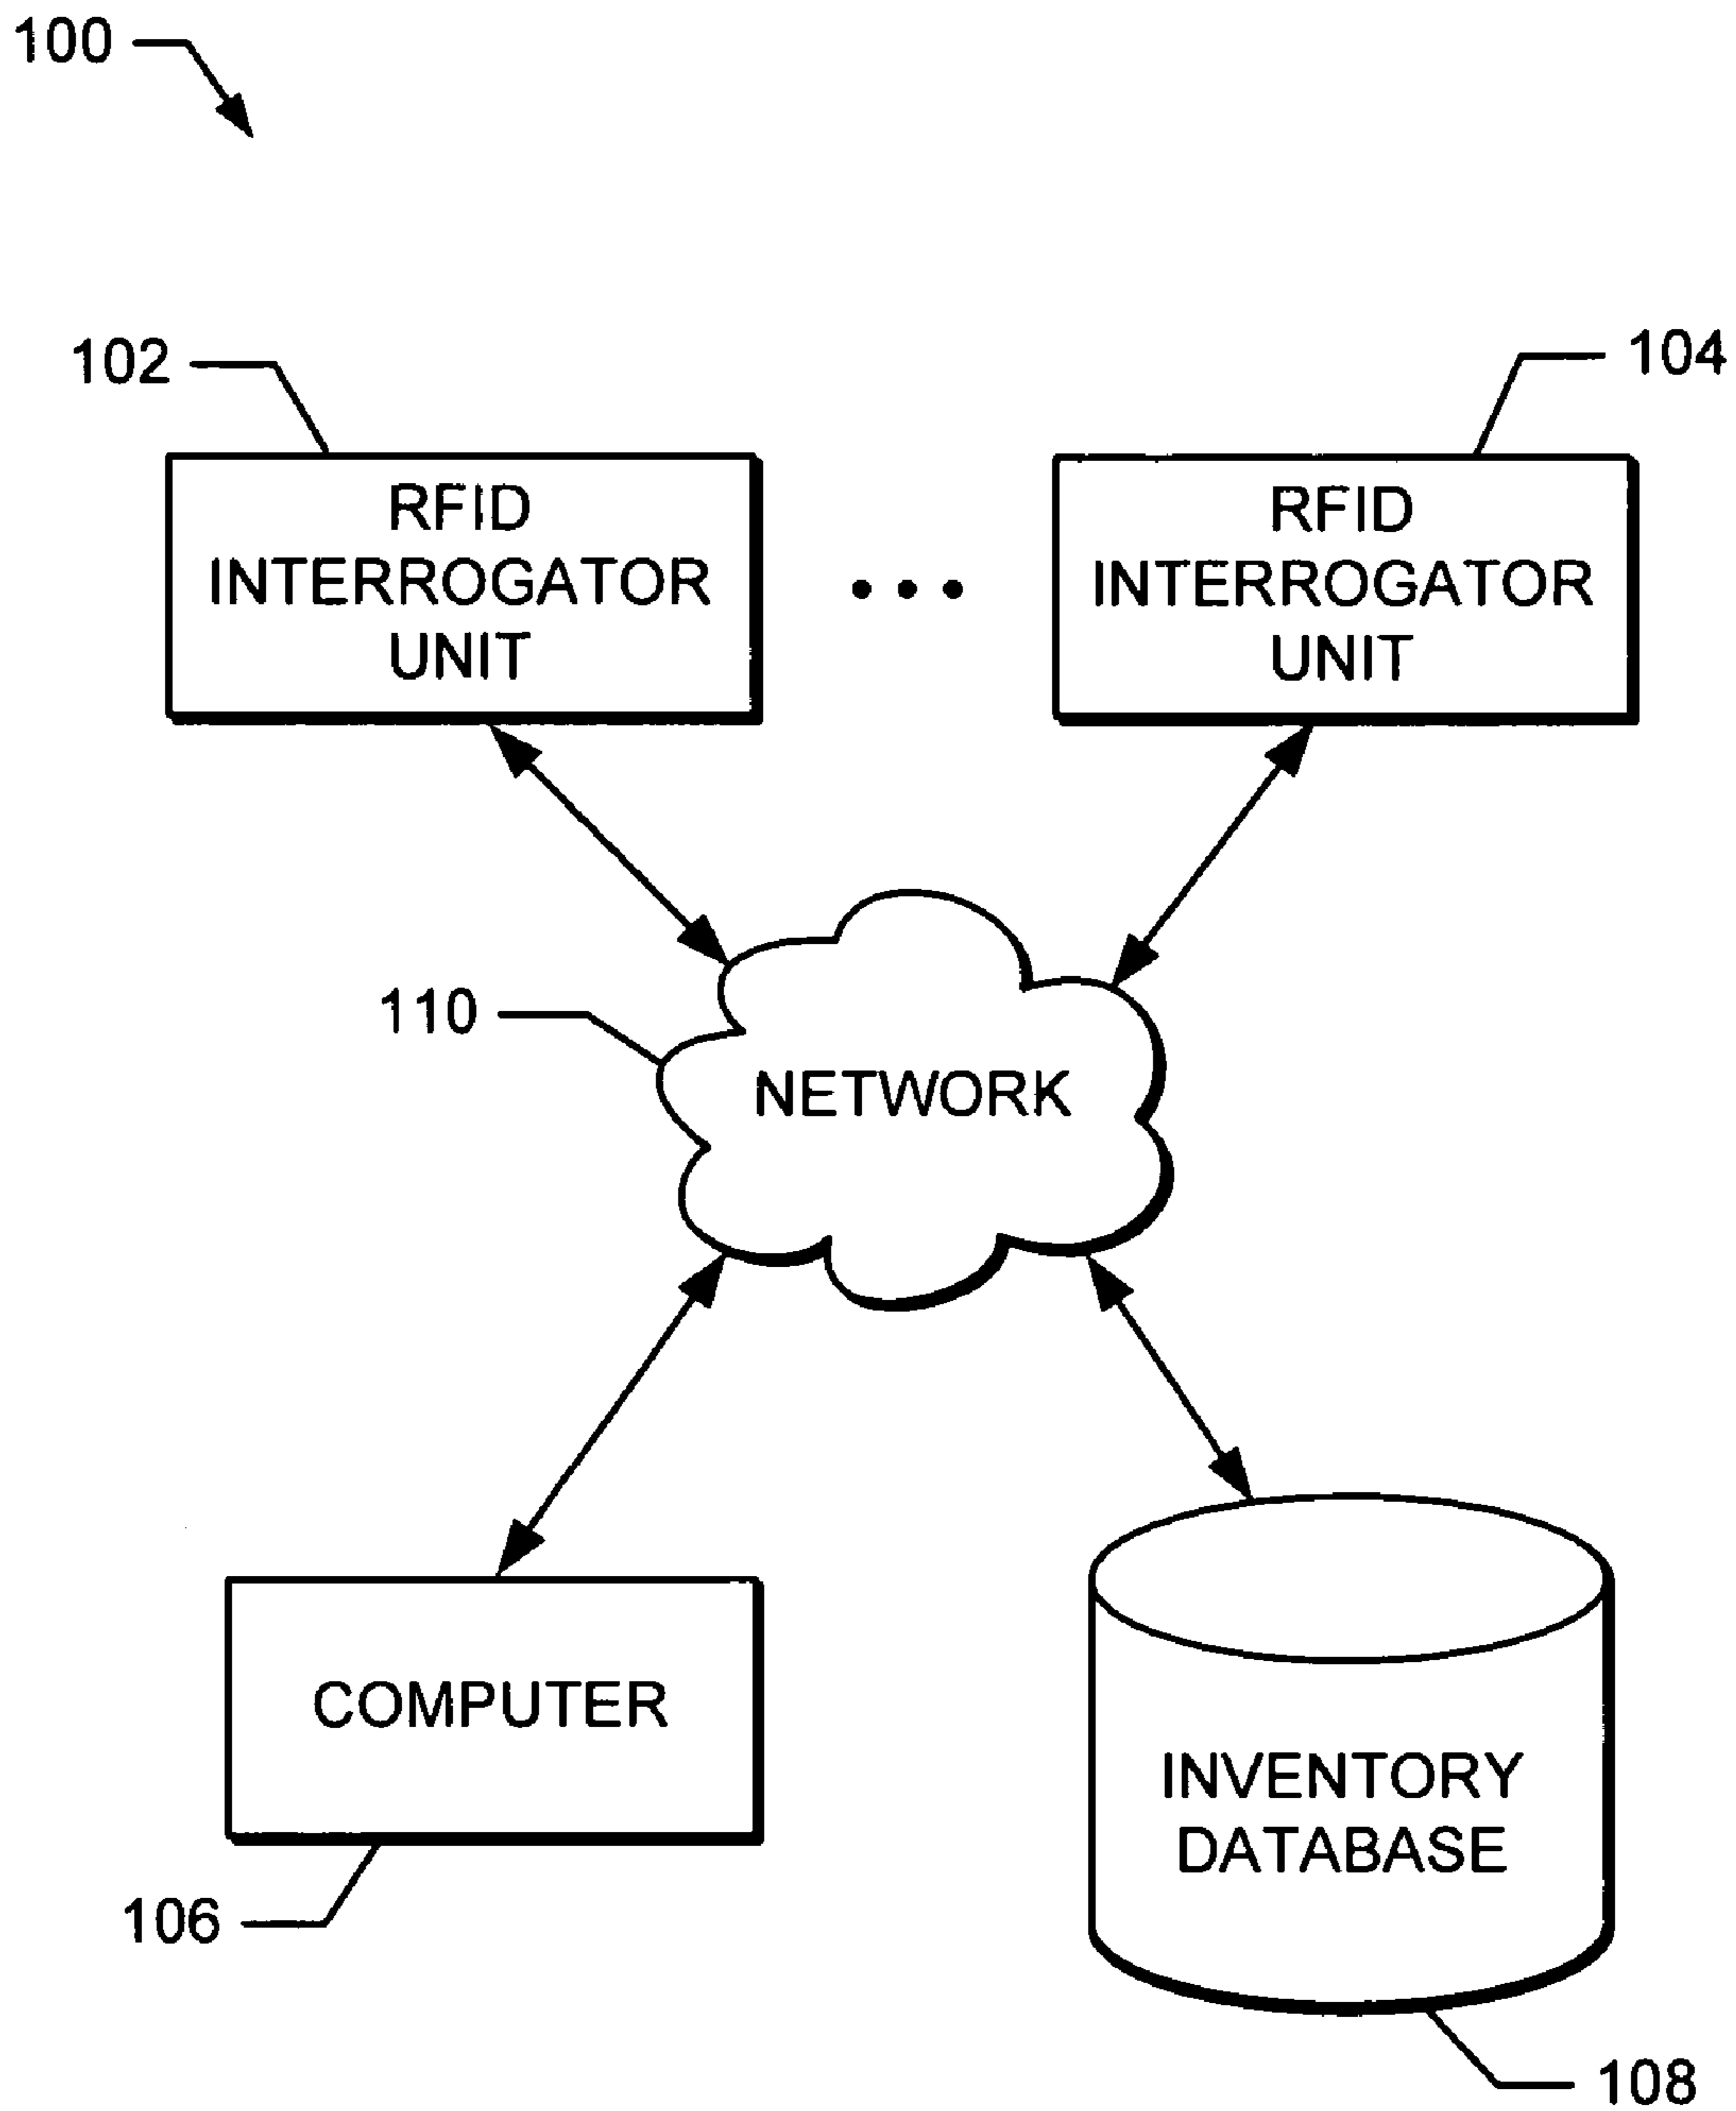 100
102
104
RFID
INTERROGATOR
UNIT
RFID
INTERROGATOR
UNIT
110
NETWORK
COMPUTER
INVENTORY
DATABASE
106
108